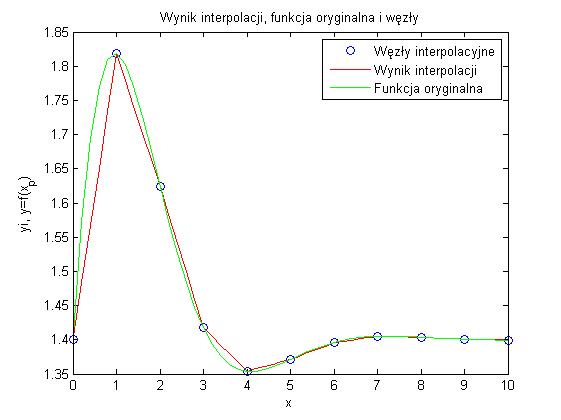 Wynik interpolacji, funkcja oryginalna i węzły
Węzły interpolacyjne
Wynik interpolacji
Funkcja oryginalna
yi, y=f(x_p)
1.85
1.8
1.75
1.7
1.65
1.6
1.55
1.5
1.45
1.4
1.35
0 1 2 3 4 5 6 7 8 9 10
x